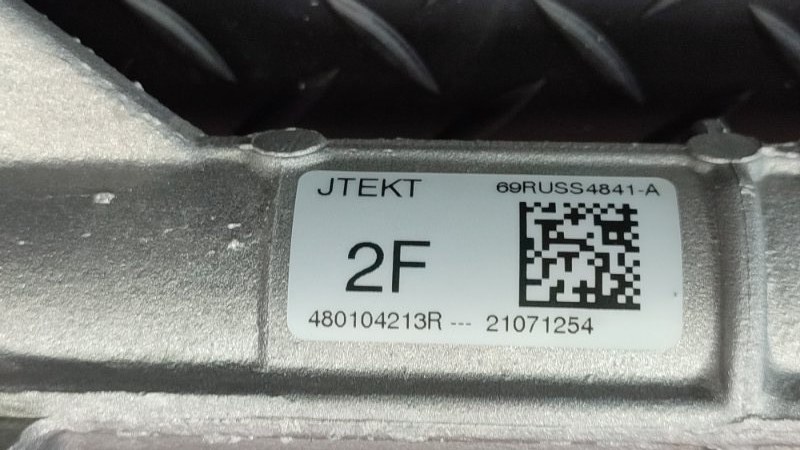 JTEKT 69RUSS4841-A
2F
480104213R --- 21071254